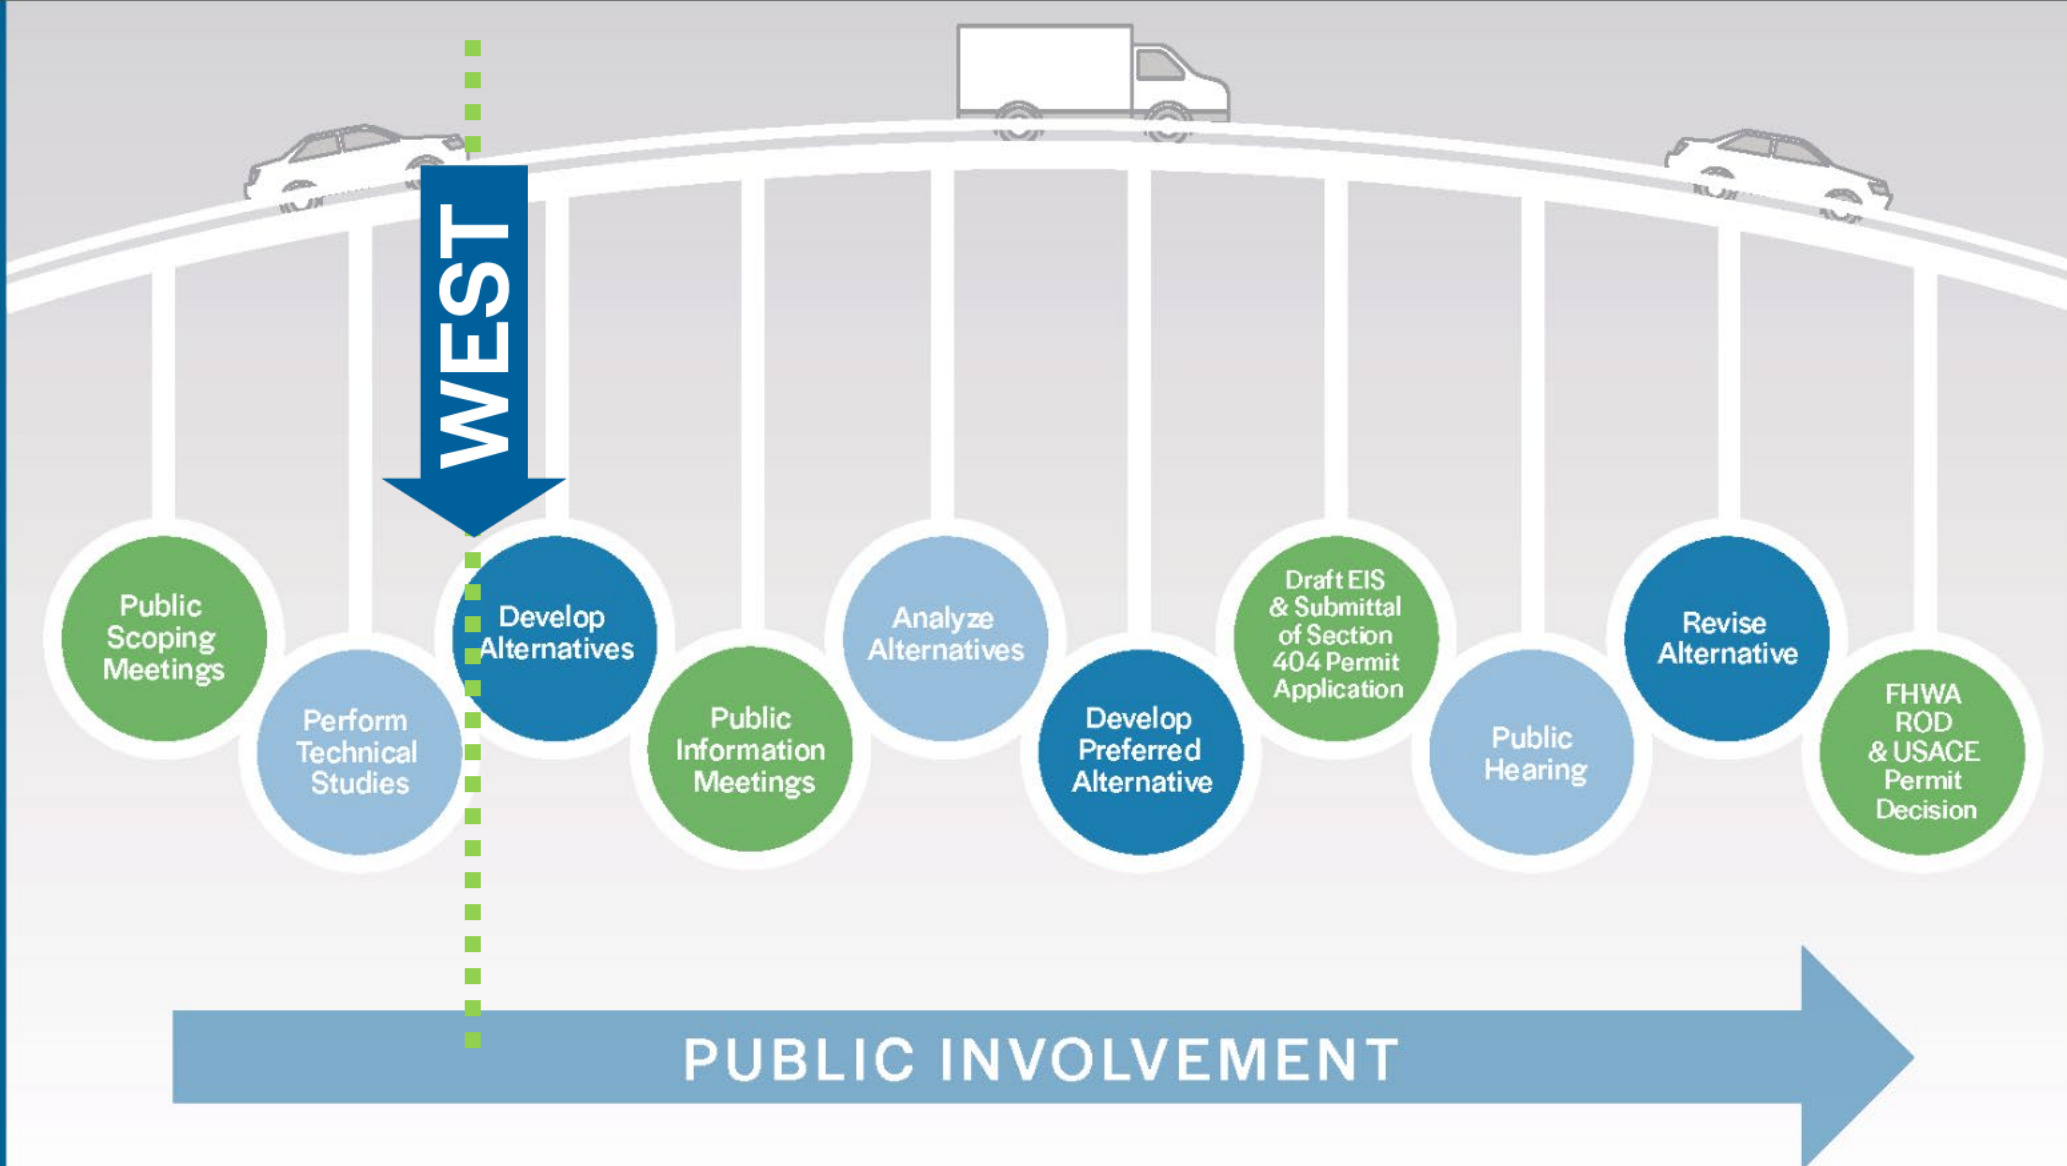 WEST
Public
Scoping
Meetings
Perform
Technical
Studies
Develop
Alternatives
Public
Information
Meetings
Analyze
Alternatives
Develop
Preferred
Alternative
Draft EIS
& Submittal
of Section
404 Permit
Application
Public
Hearing
Revise
Alternative
FHWA
ROD
& USACE
Permit
Decision
PUBLIC INVOLVEMENT